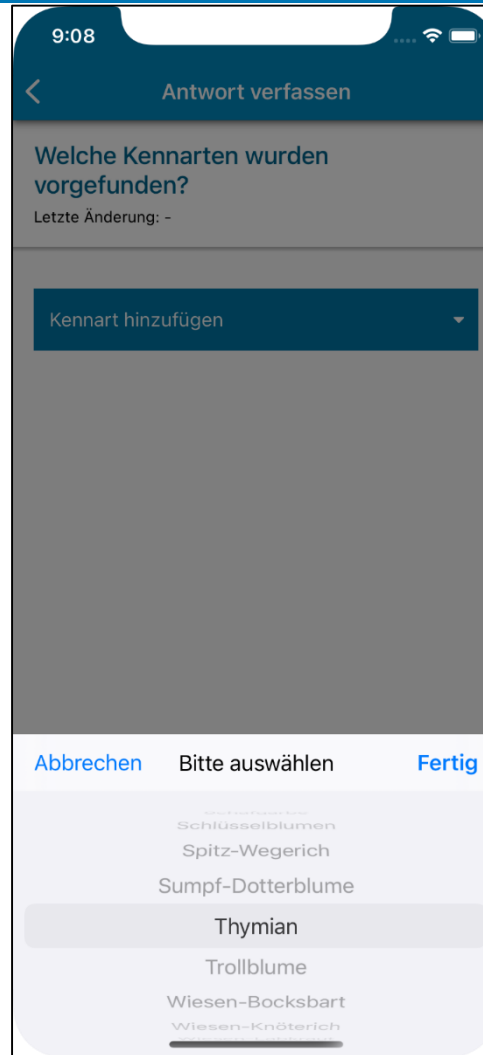 9:08
Antwort verfassen
Welche Kennarten wurden
vorgefunden?
Letzte Änderung: -
Kennart hinzufügen
Abbrechen Bitte auswählen Fertig
Schlüsselblumen
Spitz-Wegerich
Sumpf-Dotterblume
Thymian
Trollblume
Wiesen-Bocksbart
Wiesen-Knöterich